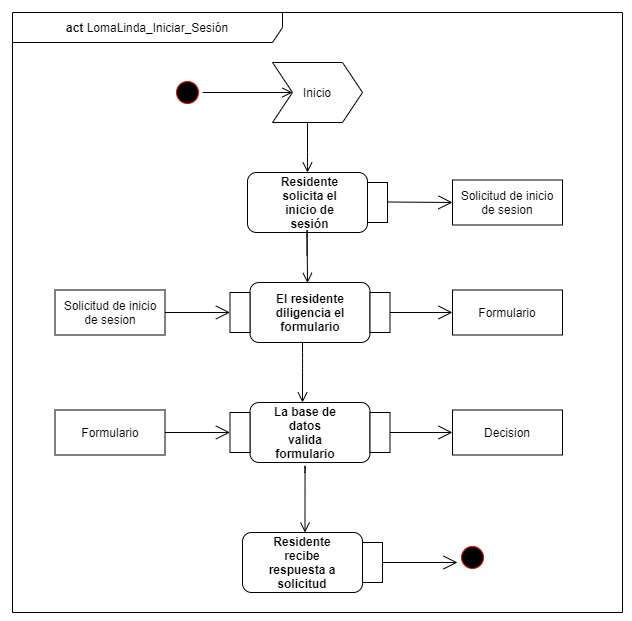 act LomaLinda_Iniciar_Sesión
Inicio
Residente
solicita el
inicio de
sesión
Solicitud de inicio
de sesion
Solicitud de inicio
de sesion
El residente
diligencia el
formulario
Formulario
Formulario
La base de
datos
valida
formulario
Decision
Residente
recibe
respuesta a
solicitud